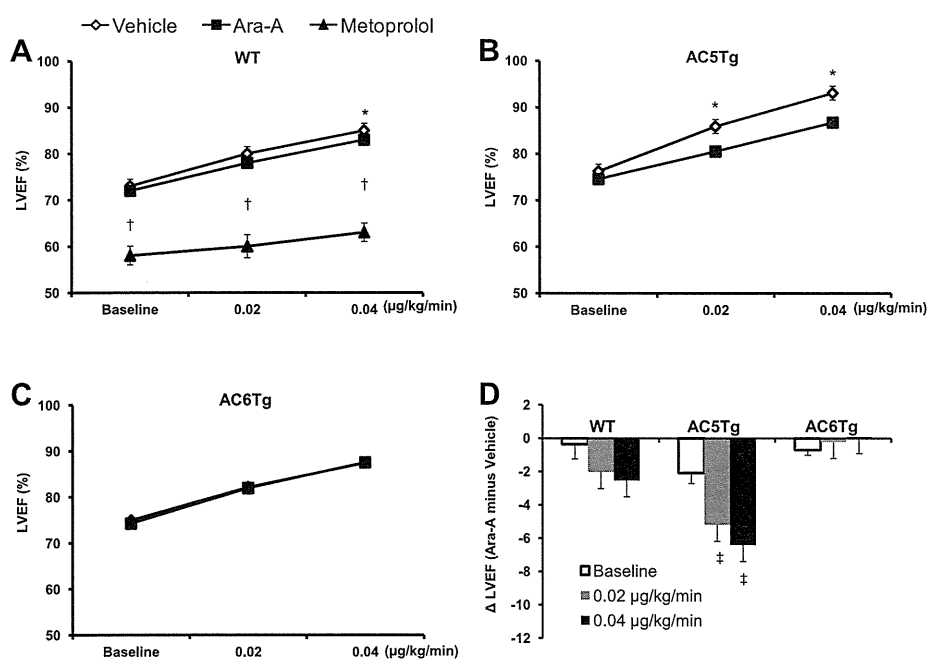 Vehicle Ara-A Metoprolol
A
WT
LVEF (%)
100
90
80
70
60
50
*
†
†
†
Baseline 0.02 0.04 (µg/kg/min)
B
AC5Tg
LVEF (%)
100
90
80
70
60
50
*
*
Baseline 0.02 0.04 (µg/kg/min)
C
AC6Tg
LVEF (%)
100
90
80
70
60
50
Baseline 0.02 0.04 (µg/kg/min)
D
Δ LVEF (Ara-A minus Vehicle)
2
0
-2
-4
-6
-8
-10
-12
WT AC5Tg AC6Tg
‡
‡
Baseline
0.02 µg/kg/min
0.04 µg/kg/min